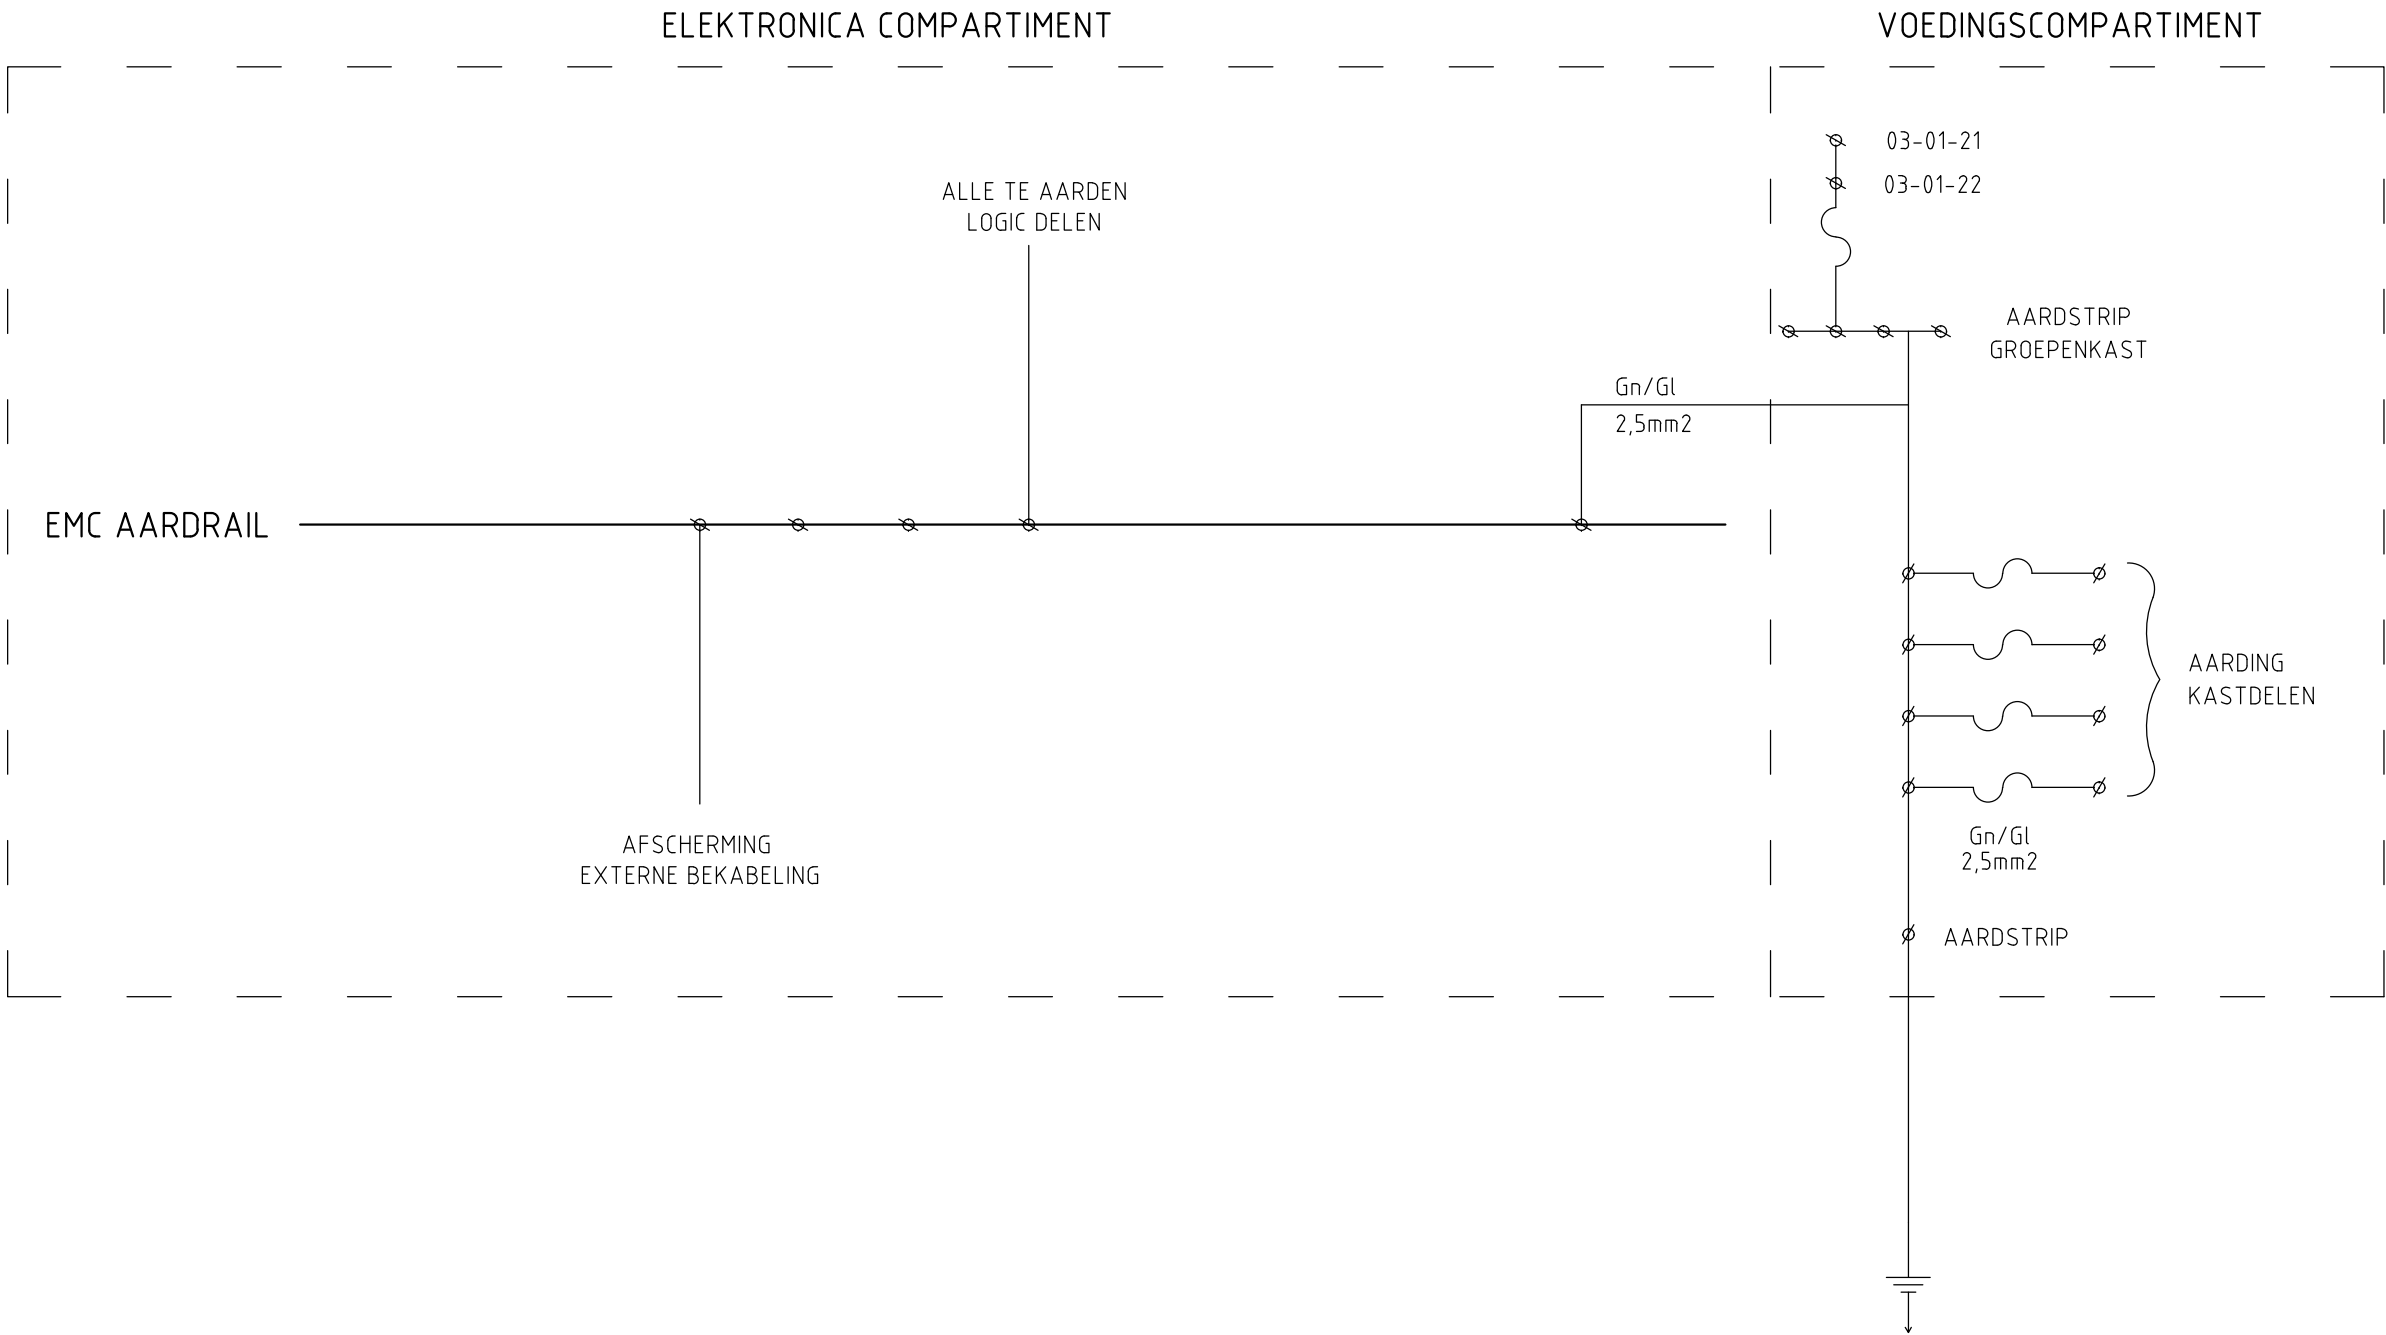 ELEKTRONICA COMPARTIMENT
VOEDINGSCOMPARTIMENT
03-01-21
03-01-22
ALLE TE AARDEN
LOGIC DELEN
AARDSTRIP
GROEPENKAST
Gn/Gl
2,5mm2
EMC AARDRAIL
AARDING
KASTDELEN
AFSCHERMING
EXTERNE BEKABELING
Gn/Gl
2,5mm2
AARDSTRIP